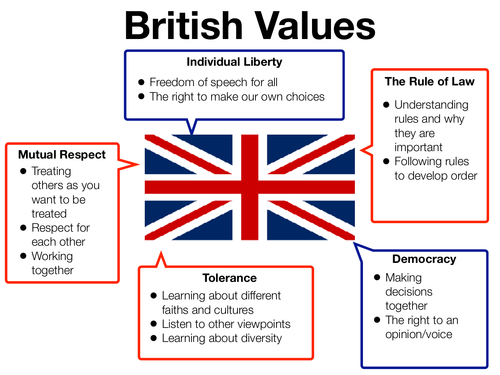 British Values
Individual Liberty
● Freedom of speech for all
● The right to make our own choices
The Rule of Law
● Understanding
rules and why
they are
important
● Following rules
to develop order
Mutual Respect
● Treating
others as you
want to be
treated
● Respect for
each other
● Working
together
Tolerance
● Learning about different
faiths and cultures
● Listen to other viewpoints
● Learning about diversity
Democracy
● Making
decisions
together
● The right to an
opinion/voice